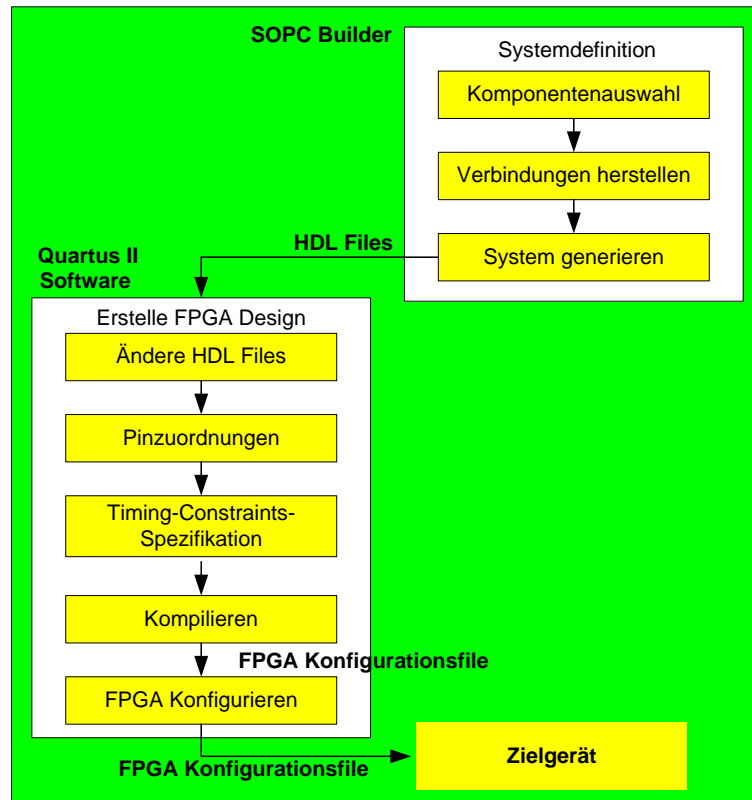 SOPC Builder
Systemdefinition
Komponentenauswahl
Verbindungen herstellen
System generieren
HDL Files
Quartus II
Software
Erstelle FPGA Design
Ändere HDL Files
Pinzuordnungen
Timing-Constraints-
Spezifikation
Kompilieren
FPGA Konfigurationsfile
FPGA Konfigurieren
FPGA Konfigurationsfile
Zielgerät